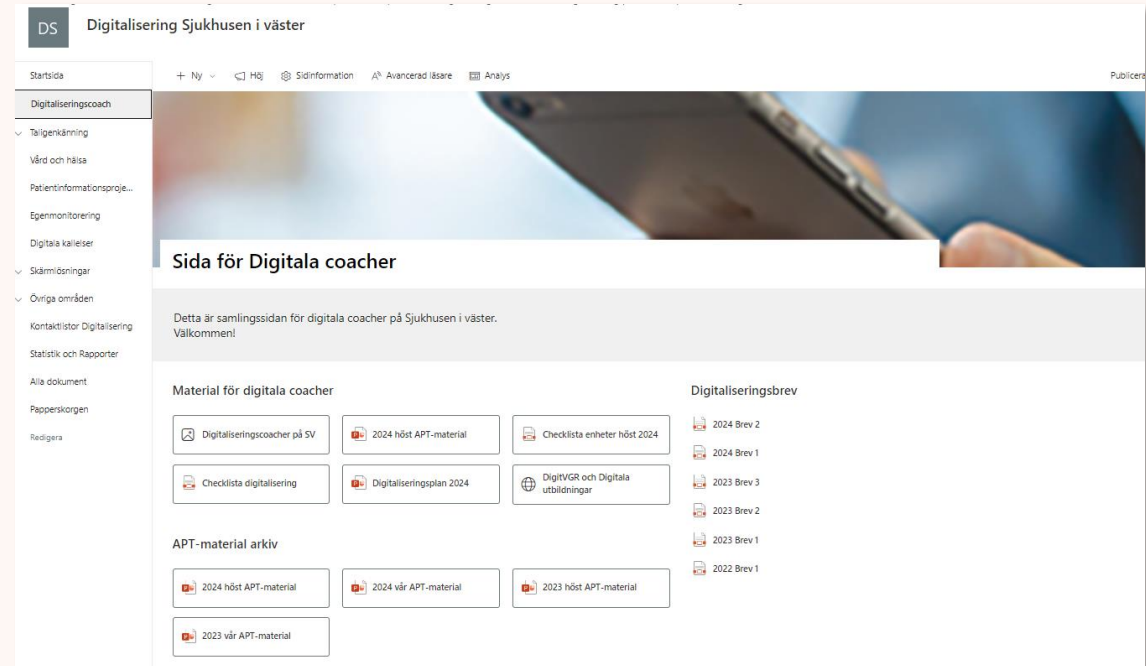 DS
Digitalisering Sjukhusen i väster
Startsida
Digitaliseringscoach
Taligenkänning
Vård och hälsa
Patientinformationsproje...
Egenmonitorering
Digitala kallelser
Skärmlösningar
Övriga områden
Kontaktlistor Digitalisering
Statistik och Rapporter
Alla dokument
Papperskorgen
Redigera
Ny
Höj
Sidinformation
Avancerad läsare
Analys
Publicera
Sida för Digitala coacher
Detta är samlingssidan för digitala coacher på Sjukhusen i väster.
Välkommen!
Material för digitala coacher
Digitaliseringscoacher på SV
2024 höst APT-material
Checklista enheter höst 2024
Checklista digitalisering
Digitaliseringsplan 2024
DigitVGR och Digitala
utbildningar
APT-material arkiv
2024 höst APT-material
2024 vår APT-material
2023 höst APT-material
2023 vår APT-material
Digitaliseringsbrev
2024 Brev 2
2024 Brev 1
2023 Brev 3
2023 Brev 2
2023 Brev 1
2022 Brev 1